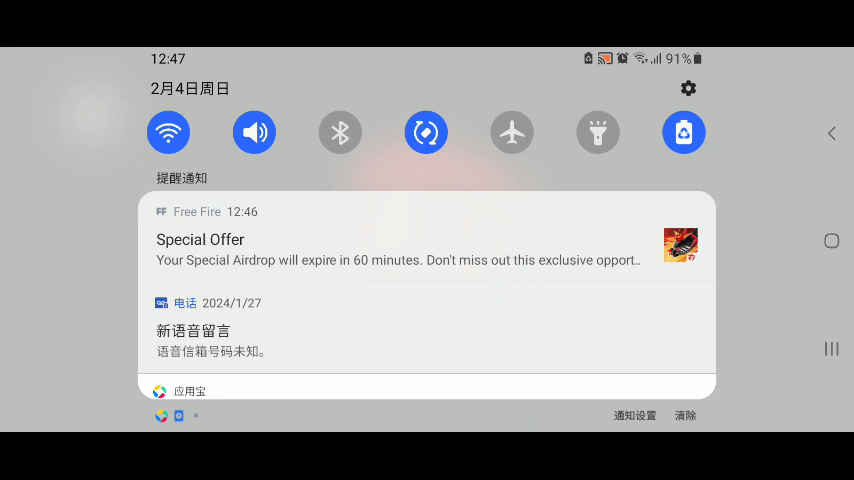 12:47
91%
2月4日周日
提醒通知
FF Free Fire 12:46
Special Offer
Your Special Airdrop will expire in 60 minutes. Don't miss out this exclusive opport..
电话 2024/1/27
新语音留言
语音信箱号码未知。
应用宝
通知设置 清除